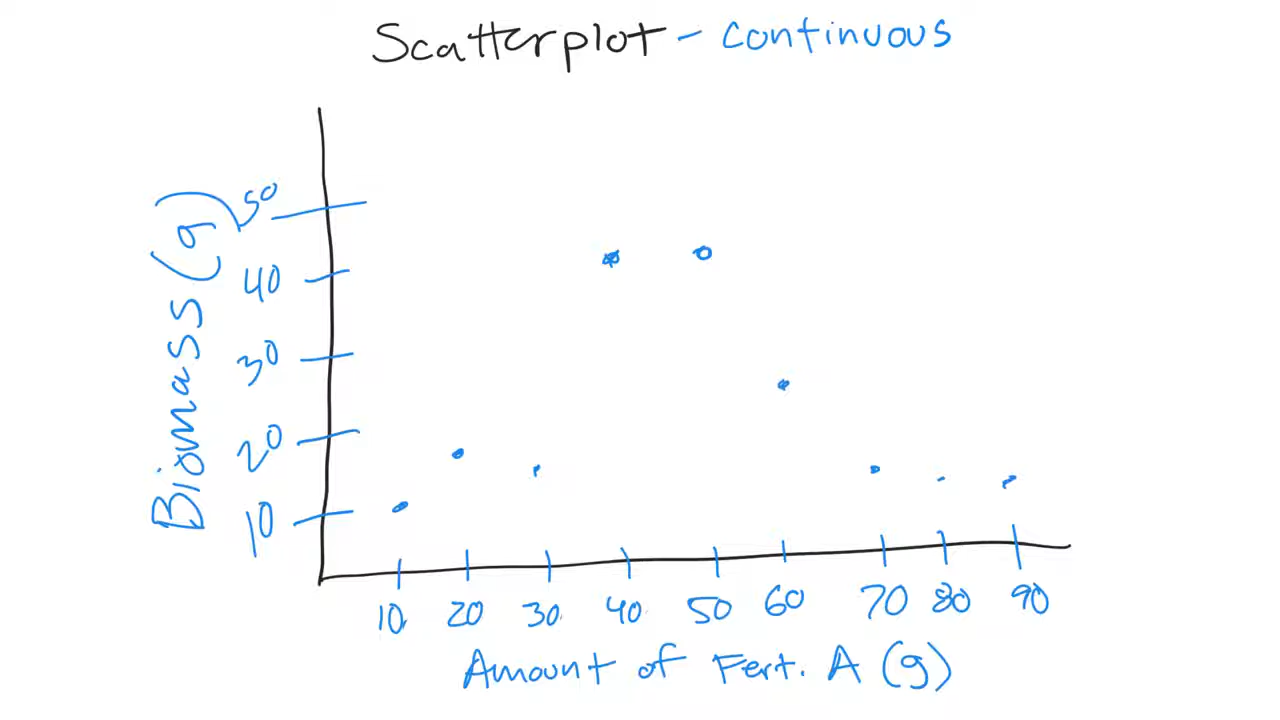 Scatterplot - continuous
Biomass (g)
50
40
30
20
10
10 20 30 40 50 60 70 80 90
Amount of Fert. A (g)